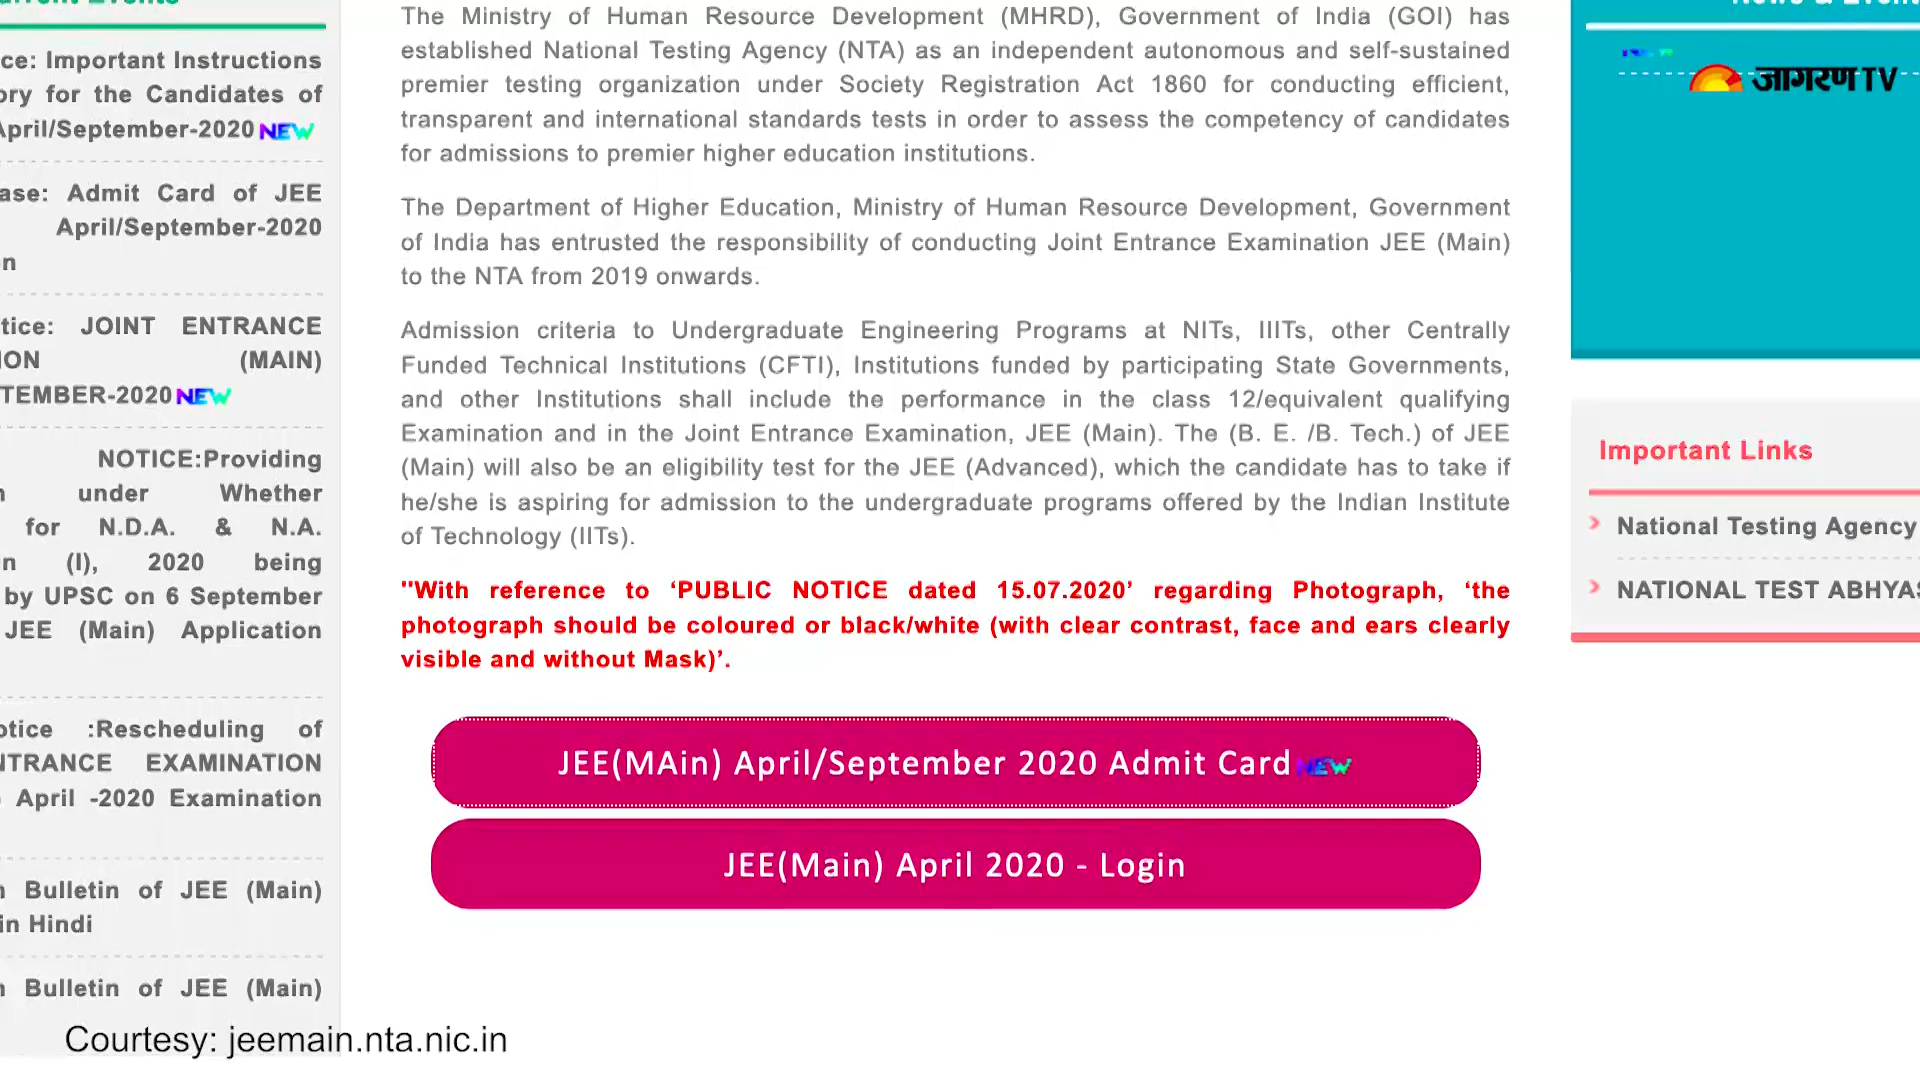 ce: Important Instructions
ory for the Candidates of
April/September-2020 NEW
ase: Admit Card of JEE
April/September-2020
n
tice: JOINT ENTRANCE
ION (MAIN)
TEMBER-2020 NEW
NOTICE:Providing
n under Whether
for N.D.A. & N.A.
n (I), 2020 being
by UPSC on 6 September
JEE (Main) Application
otice :Rescheduling of
NTRANCE EXAMINATION
April -2020 Examination
n Bulletin of JEE (Main)
in Hindi
n Bulletin of JEE (Main)
The Ministry of Human Resource Development (MHRD), Government of India (GOI) has
established National Testing Agency (NTA) as an independent autonomous and self-sustained
premier testing organization under Society Registration Act 1860 for conducting efficient,
transparent and international standards tests in order to assess the competency of candidates
for admissions to premier higher education institutions.
The Department of Higher Education, Ministry of Human Resource Development, Government
of India has entrusted the responsibility of conducting Joint Entrance Examination JEE (Main)
to the NTA from 2019 onwards.
Admission criteria to Undergraduate Engineering Programs at NITs, IIITs, other Centrally
Funded Technical Institutions (CFTI), Institutions funded by participating State Governments,
and other Institutions shall include the performance in the class 12/equivalent qualifying
Examination and in the Joint Entrance Examination, JEE (Main). The (B. E. /B. Tech.) of JEE
(Main) will also be an eligibility test for the JEE (Advanced), which the candidate has to take if
he/she is aspiring for admission to the undergraduate programs offered by the Indian Institute
of Technology (IITs).
"With reference to ‘PUBLIC NOTICE dated 15.07.2020’ regarding Photograph, ‘the
photograph should be coloured or black/white (with clear contrast, face and ears clearly
visible and without Mask)’.
JEE(MAin) April/September 2020 Admit Card NEW
JEE(Main) April 2020 - Login
जागरण TV
Important Links
National Testing Agency
NATIONAL TEST ABHYAS
Courtesy: jeemain.nta.nic.in